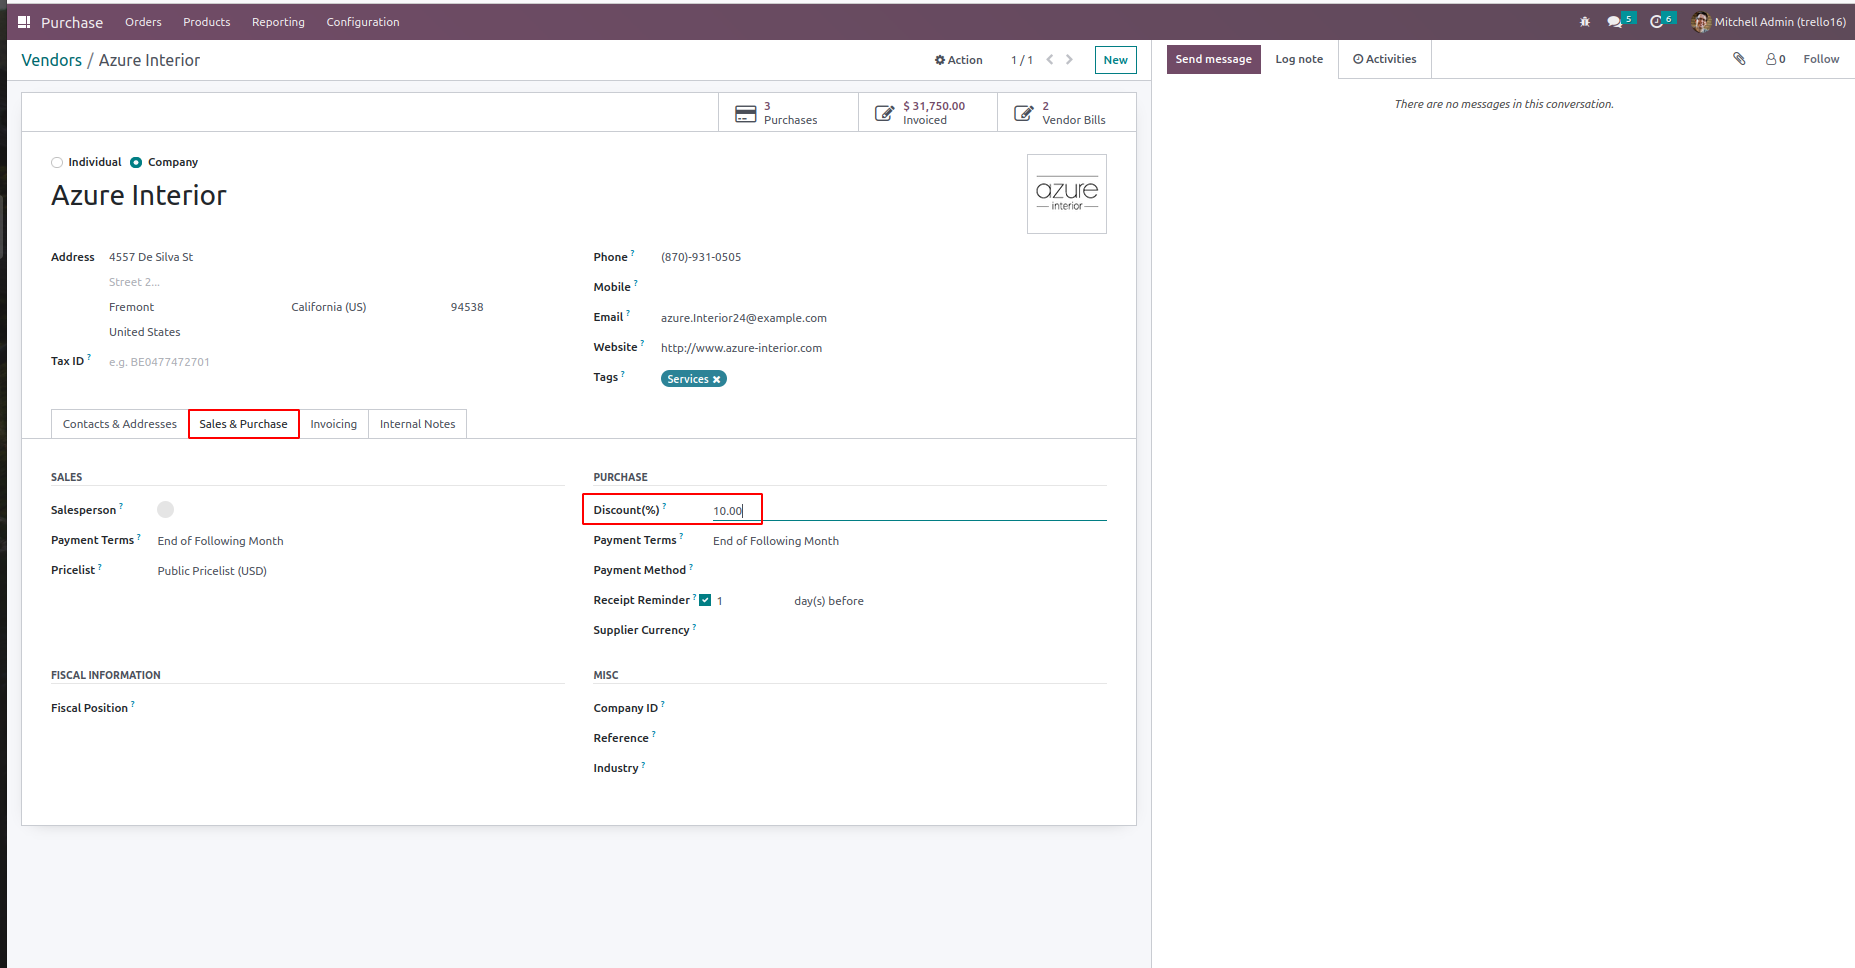 Purchase Orders Products Reporting Configuration 5 6 Mitchell Admin (trello16)
Vendors / Azure Interior Action 1 / 1 New
Send message Log note Activities 0 Follow
There are no messages in this conversation.
3
Purchases
$ 31,750.00
Invoiced
2
Vendor Bills
Individual Company
Azure Interior
azure
interior
Address 4557 De Silva St
Street 2...
Fremont California (US) 94538
United States
Tax ID ? e.g. BE0477472701
Phone ? (870)-931-0505
Mobile ?
Email ? azure.Interior24@example.com
Website ? http://www.azure-interior.com
Tags ? Services ×
Contacts & Addresses Sales & Purchase Invoicing Internal Notes
SALES
Salesperson ?
Payment Terms ? End of Following Month
Pricelist ? Public Pricelist (USD)
PURCHASE
Discount(%) ? 10.00
Payment Terms ? End of Following Month
Payment Method ?
Receipt Reminder ? 1 day(s) before
Supplier Currency ?
FISCAL INFORMATION
Fiscal Position ?
MISC
Company ID ?
Reference ?
Industry ?